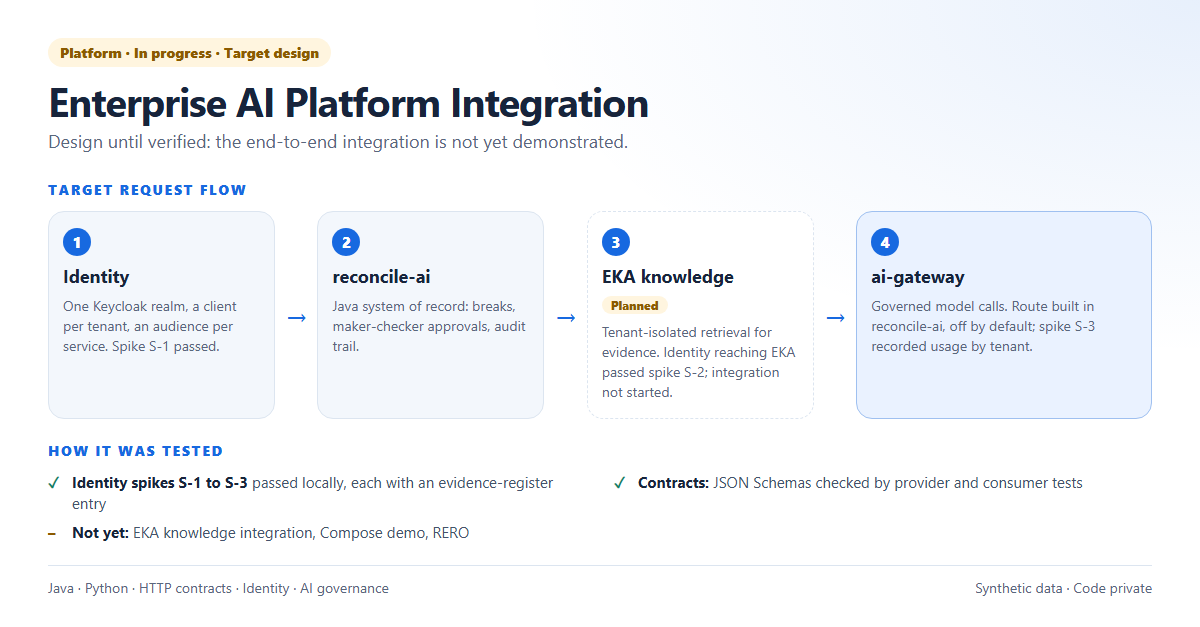 Platform · In progress · Target design
Enterprise AI Platform Integration
Design until verified: the end-to-end integration is not yet demonstrated.
TARGET REQUEST FLOW
1
Identity
One Keycloak realm, a client
per tenant, an audience per
service. Spike S-1 passed.
→
2
reconcile-ai
Java system of record: breaks,
maker-checker approvals, audit
trail.
→
3
EKA knowledge
Planned
Tenant-isolated retrieval for
evidence. Identity reaching EKA
passed spike S-2; integration
not started.
→
4
ai-gateway
Governed model calls. Route built in
reconcile-ai, off by default; spike S-3
recorded usage by tenant.
HOW IT WAS TESTED
✓ Identity spikes S-1 to S-3 passed locally, each with an evidence-register
entry
✓ Contracts: JSON Schemas checked by provider and consumer tests
– Not yet: EKA knowledge integration, Compose demo, RERO
Java · Python · HTTP contracts · Identity · AI governance
Synthetic data · Code private